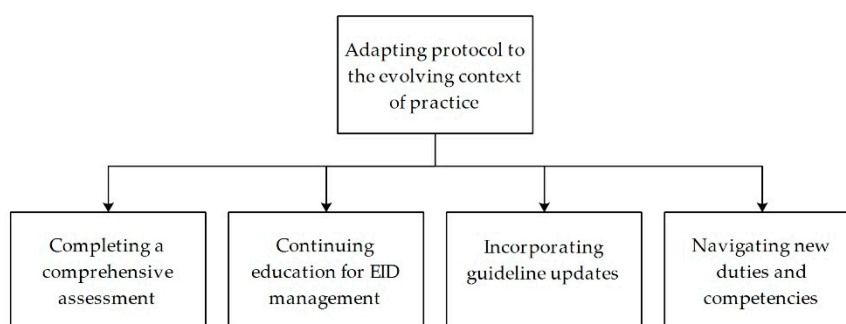 Adapting protocol to
the evolving context
of practice
Completing a
comprehensive
assessment
Continuing
education for EID
management
Incorporating
guideline updates
Navigating new
duties and
competencies